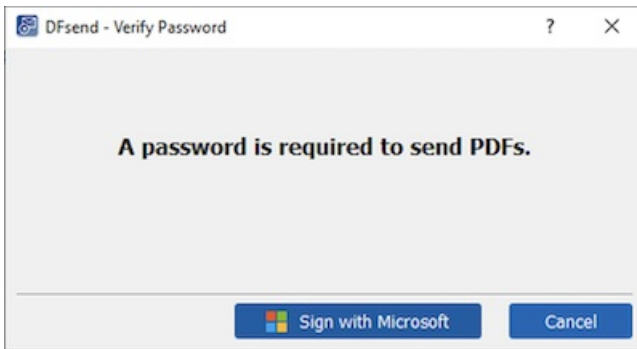 DFsend - Verify Password
?
A password is required to send PDFs.
Sign with Microsoft
Cancel